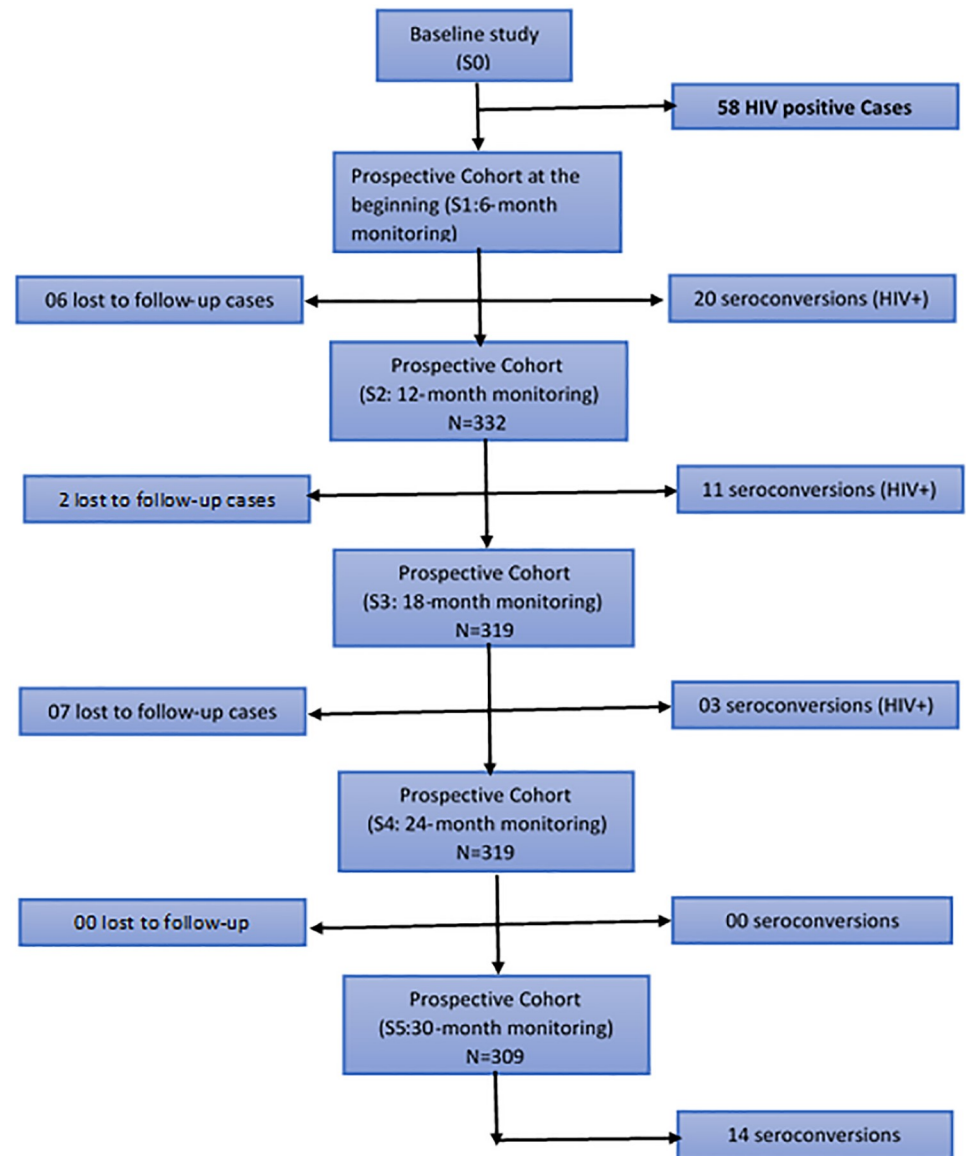 Baseline study
(S0)
58 HIV positive Cases
Prospective Cohort at the
beginning (S1:6-month
monitoring)
06 lost to follow-up cases
20 seroconversions (HIV+)
Prospective Cohort
(S2: 12-month monitoring)
N=332
2 lost to follow-up cases
11 seroconversions (HIV+)
Prospective Cohort
(S3: 18-month monitoring)
N=319
07 lost to follow-up cases
03 seroconversions (HIV+)
Prospective Cohort
(S4: 24-month monitoring)
N=319
00 lost to follow-up
00 seroconversions
Prospective Cohort
(S5:30-month monitoring)
N=309
14 seroconversions